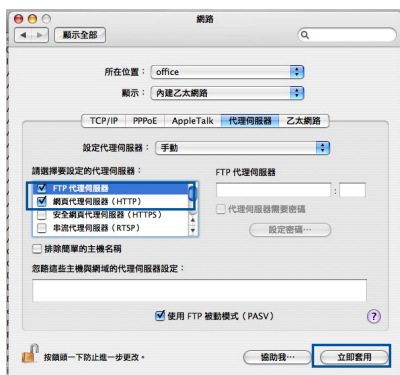 網路
顯示全部
所在位置： office
顯示： 內建乙太網路
TCP/IP PPPoE AppleTalk 代理伺服器 乙太網路
設定代理伺服器： 手動
請選擇要設定的代理伺服器：
FTP 代理伺服器
網頁代理伺服器（HTTP）
安全網頁代理伺服器（HTTPS）
串流代理伺服器（RTSP）
FTP 代理伺服器
:
代理伺服器需要密碼
設定密碼…
排除簡單的主機名稱
忽略這些主機與網域的代理伺服器設定：
使用 FTP 被動模式（PASV）
?
按鎖頭一下防止進一步更改。
協助我…
立即套用